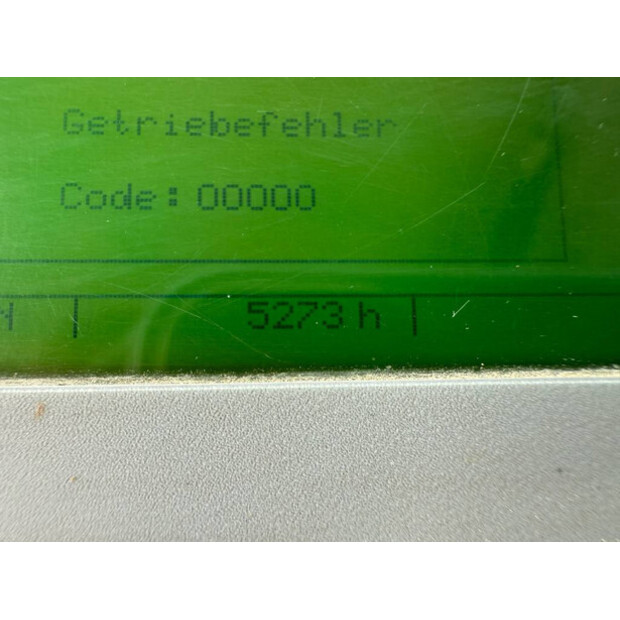 Getriebefehler
Code: 00000
5273 h